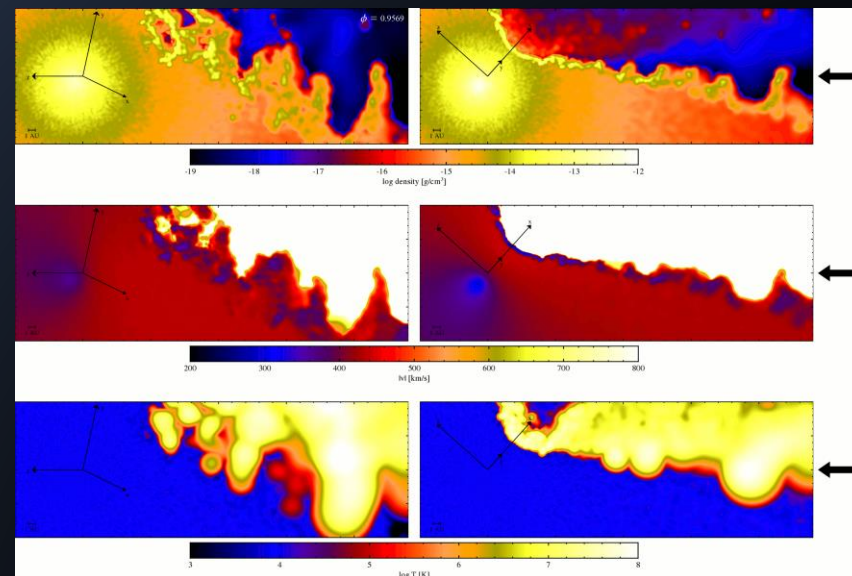 ϕ = 0.9569
1 AU
-19 -18 -17 -16 -15 -14 -13 -12
log density [g/cm³]
200 300 400 500 600 700 800
|v| [km/s]
3 4 5 6 7 8
log T [K]